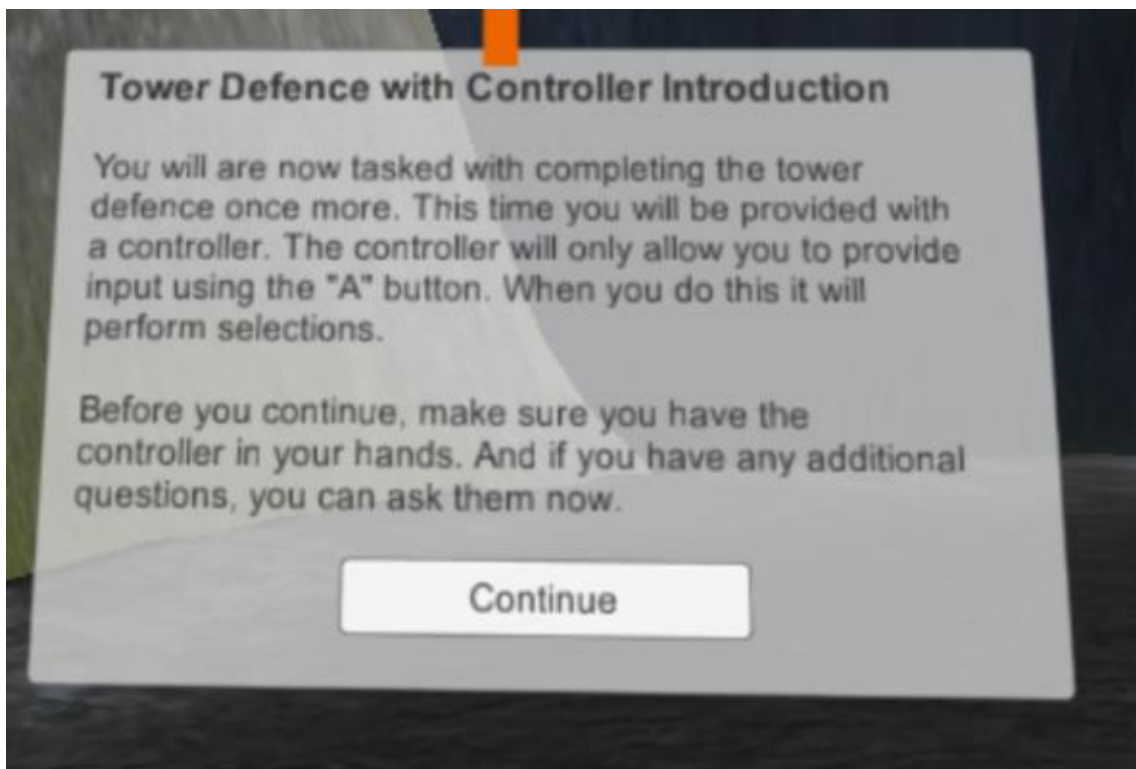 Tower Defence with Controller Introduction
You will are now tasked with completing the tower
defence once more. This time you will be provided with
a controller. The controller will only allow you to provide
input using the "A" button. When you do this it will
perform selections.
Before you continue, make sure you have the
controller in your hands. And if you have any additional
questions, you can ask them now.
Continue